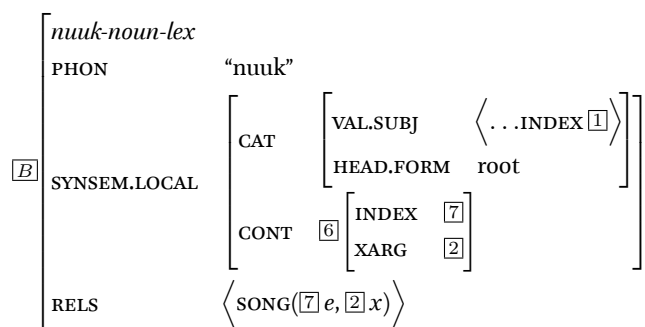 nuuk-noun-lex
PHON "nuuk"
B SYNSEM.LOCAL CAT VAL.SUBJ ⟨...INDEX 1⟩
HEAD.FORM root
CONT 6 INDEX 7
XARG 2
RELS ⟨SONG(7 e, 2 x)⟩